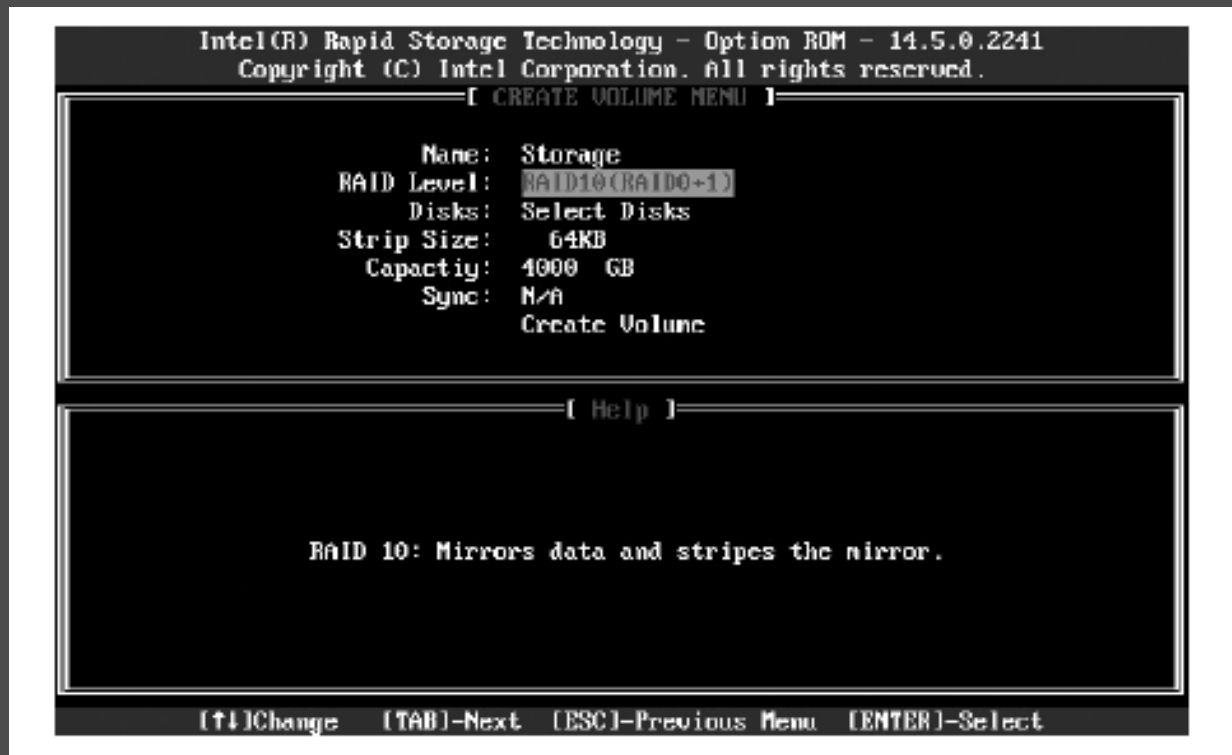 Intel(R) Rapid Storage Technology - Option ROM - 14.5.0.2241
Copyright (C) Intel Corporation. All rights reserved.
[ CREATE VOLUME MENU ]
Name: Storage
RAID Level: RAID10(RAID0+1)
Disks: Select Disks
Strip Size: 64KB
Capactiy: 4000 GB
Sync: N/A
Create Volume
[ Help ]
RAID 10: Mirrors data and stripes the mirror.
[↑↓]Change [TAB]-Next [ESC]-Previous Menu [ENTER]-Select